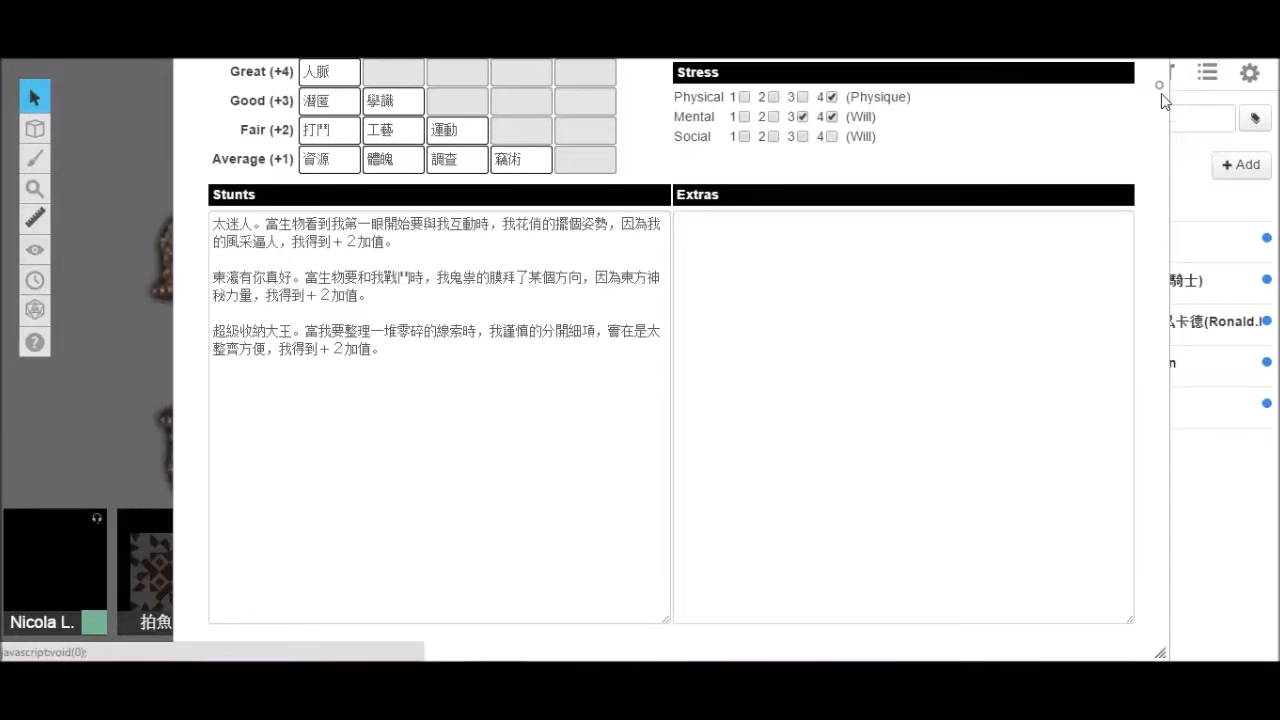 Great (+4) 人脈
Stress
Good (+3) 潛匿 學識
Physical 1 2 3 4 (Physique)
Mental 1 2 3 4 (Will)
Fair (+2) 打鬥 工藝 運動
Social 1 2 3 4 (Will)
Average (+1) 資源 體魄 調查 竊術
+ Add
Stunts
Extras
太迷人。當生物看到我第一眼開始要與我互動時，我花俏的擺個姿勢，因為我
的風采逼人，我得到＋２加值。
東瀛有你真好。當生物要和我戰鬥時，我鬼祟的膜拜了某個方向，因為東方神
秘力量，我得到＋２加值。
超級收納大王。當我要整理一堆零碎的線索時，我謹慎的分開細項，實在是太
整齊方便，我得到＋２加值。
騎士)
卡德(Ronald.I
n
Nicola L.
拍魚
javascript:void(0);